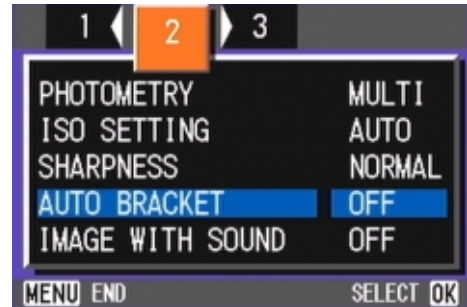 1 2 3
PHOTOMETRY MULTI
ISO SETTING AUTO
SHARPNESS NORMAL
AUTO BRACKET OFF
IMAGE WITH SOUND OFF
MENU END SELECT OK